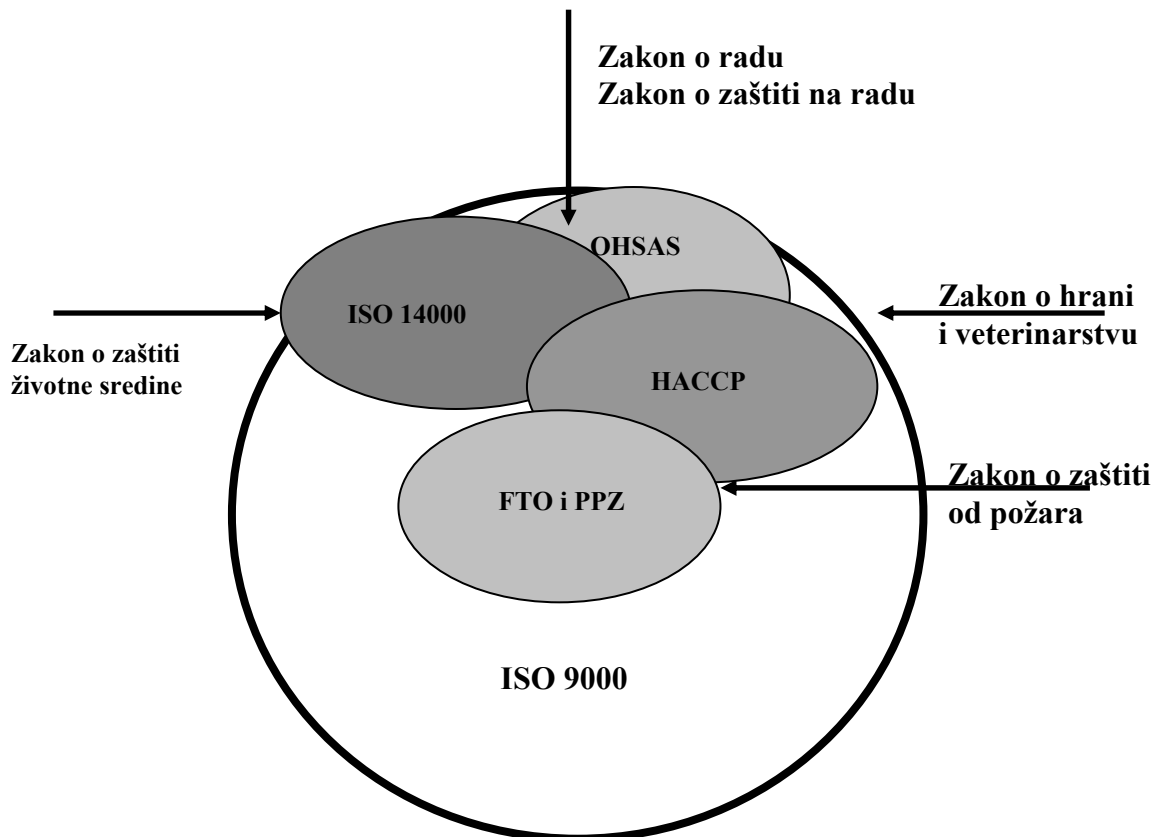 Zakon o radu
Zakon o zaštiti na radu
OHSAS
ISO 14000
Zakon o hrani
i veterinarstvu
Zakon o zaštiti
životne sredine
HACCP
Zakon o zaštiti
od požara
FTO i PPZ
ISO 9000